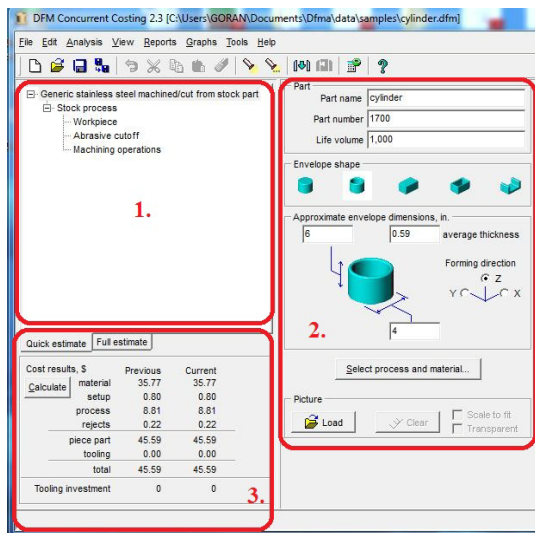 DFM Concurrent Costing 2.3 [C:\Users\GORAN\Documents\Dfma\data\samples\cylinder.dfm]
File Edit Analysis View Reports Graphs Tools Help
Generic stainless steel machined/cut from stock part
Stock process
Workpiece
Abrasive cutoff
Machining operations
1.
Part
Part name cylinder
Part number 1700
Life volume 1,000
Envelope shape
Approximate envelope dimensions, in.
6 0.59 average thickness
Forming direction
Z
Y X
4
2.
Select process and material...
Picture
Load Clear Scale to fit
Transparent
Quick estimate Full estimate
Cost results, $ Previous Current
Calculate material 35.77 35.77
setup 0.80 0.80
process 8.81 8.81
rejects 0.22 0.22
piece part 45.59 45.59
tooling 0.00 0.00
total 45.59 45.59
Tooling investment 0 0
3.